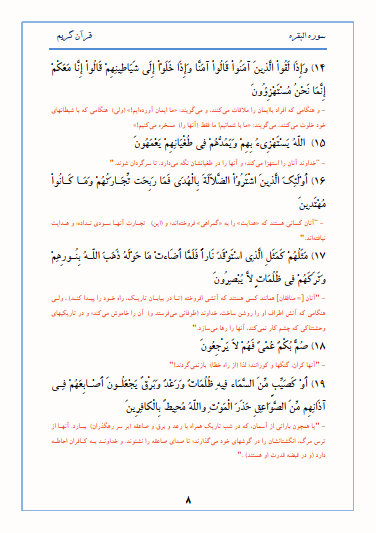 سوره البقره
قرآن کریم
۱۴) وَإِذَا لَقُواْ الَّذِينَ آمَنُواْ قَالُواْ آمَنَّا وَإِذَا خَلَوْاْ إِلَى شَيَاطِينِهِمْ قَالُواْ إِنَّا مَعَكُمْ
إِنَّمَا نَحْنُ مُسْتَهْزِؤُونَ
- و هنگامی که افراد باایمان را ملاقات می‌کنند، و می‌گویند: «ما ایمان آورده‌ایم!» (ولی) هنگامی که با شیطانهای
خود خلوت می‌کنند، می‌گویند: «ما با شمائیم! ما فقط (آنها را) مسخره می‌کنیم!»
۱۵) اللّهُ يَسْتَهْزِىءُ بِهِمْ وَيَمُدُّهُمْ فِي طُغْيَانِهِمْ يَعْمَهُونَ
- "خداوند آنان را استهزا می‌کند؛ و آنها را در طغیانشان نگه می‌دارد، تا سرگردان شوند."
۱۶) أُوْلَئِكَ الَّذِينَ اشْتَرُوُاْ الضَّلاَلَةَ بِالْهُدَى فَمَا رَبِحَت تِّجَارَتُهُمْ وَمَا كَانُواْ
مُهْتَدِينَ
- "آنان کسانی هستند که «هدایت» را به «گمراهی» فروخته‌اند؛ و (این) تجارت آنها سودی نداده؛ و هدایت
نیافته‌اند."
۱۷) مَثَلُهُمْ كَمَثَلِ الَّذِي اسْتَوْقَدَ نَاراً فَلَمَّا أَضَاءتْ مَا حَوْلَهُ ذَهَبَ اللّهُ بِنُورِهِمْ
وَتَرَكَهُمْ فِي ظُلُمَاتٍ لاَّ يُبْصِرُونَ
- "آنان [= منافقان] همانند کسی هستند که آتشی افروخته (تا در بیابان تاریک، راه خود را پیدا کند)، ولی
هنگامی که آتش اطراف او را روشن ساخت، خداوند (طوفانی می‌فرستد و) آن را خاموش می‌کند؛ و در تاریکیهای
وحشتناکی که چشم کار نمی‌کند، آنها را رها می‌سازد."
۱۸) صُمٌّ بُكْمٌ عُمْيٌ فَهُمْ لاَ يَرْجِعُونَ
- "آنها کران، گنگها و کورانند؛ لذا (از راه خطا) بازنمی‌گردند!"
۱۹) أَوْ كَصَيِّبٍ مِّنَ السَّمَاء فِيهِ ظُلُمَاتٌ وَرَعْدٌ وَبَرْقٌ يَجْعَلُونَ أَصْابِعَهُمْ فِي
آذَانِهِم مِّنَ الصَّوَاعِقِ حَذَرَ الْمَوْتِ واللّهُ مُحِيطٌ بِالْكافِرِينَ
- "یا همچون بارانی از آسمان، که در شب تاریک همراه با رعد و برق و صاعقه (بر سر رهگذران) ببارد. آنها از
ترس مرگ، انگشتانشان را در گوشهای خود می‌گذارند؛ تا صدای صاعقه را نشنوند. و خداوند به کافران احاطه
دارد (و در قبضه قدرت او هستند)."
۸